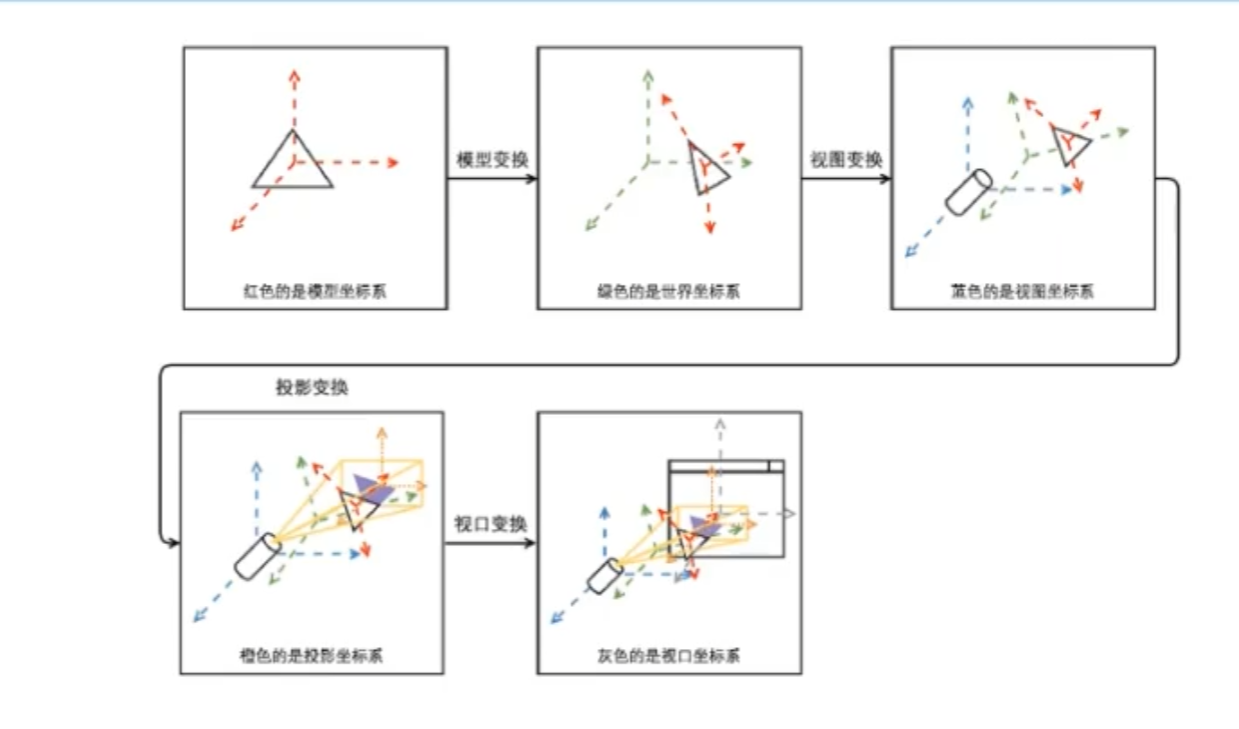 模型变换
视图变换
红色的是模型坐标系
绿色的是世界坐标系
蓝色的是视图坐标系
投影变换
视口变换
橙色的是投影坐标系
灰色的是视口坐标系